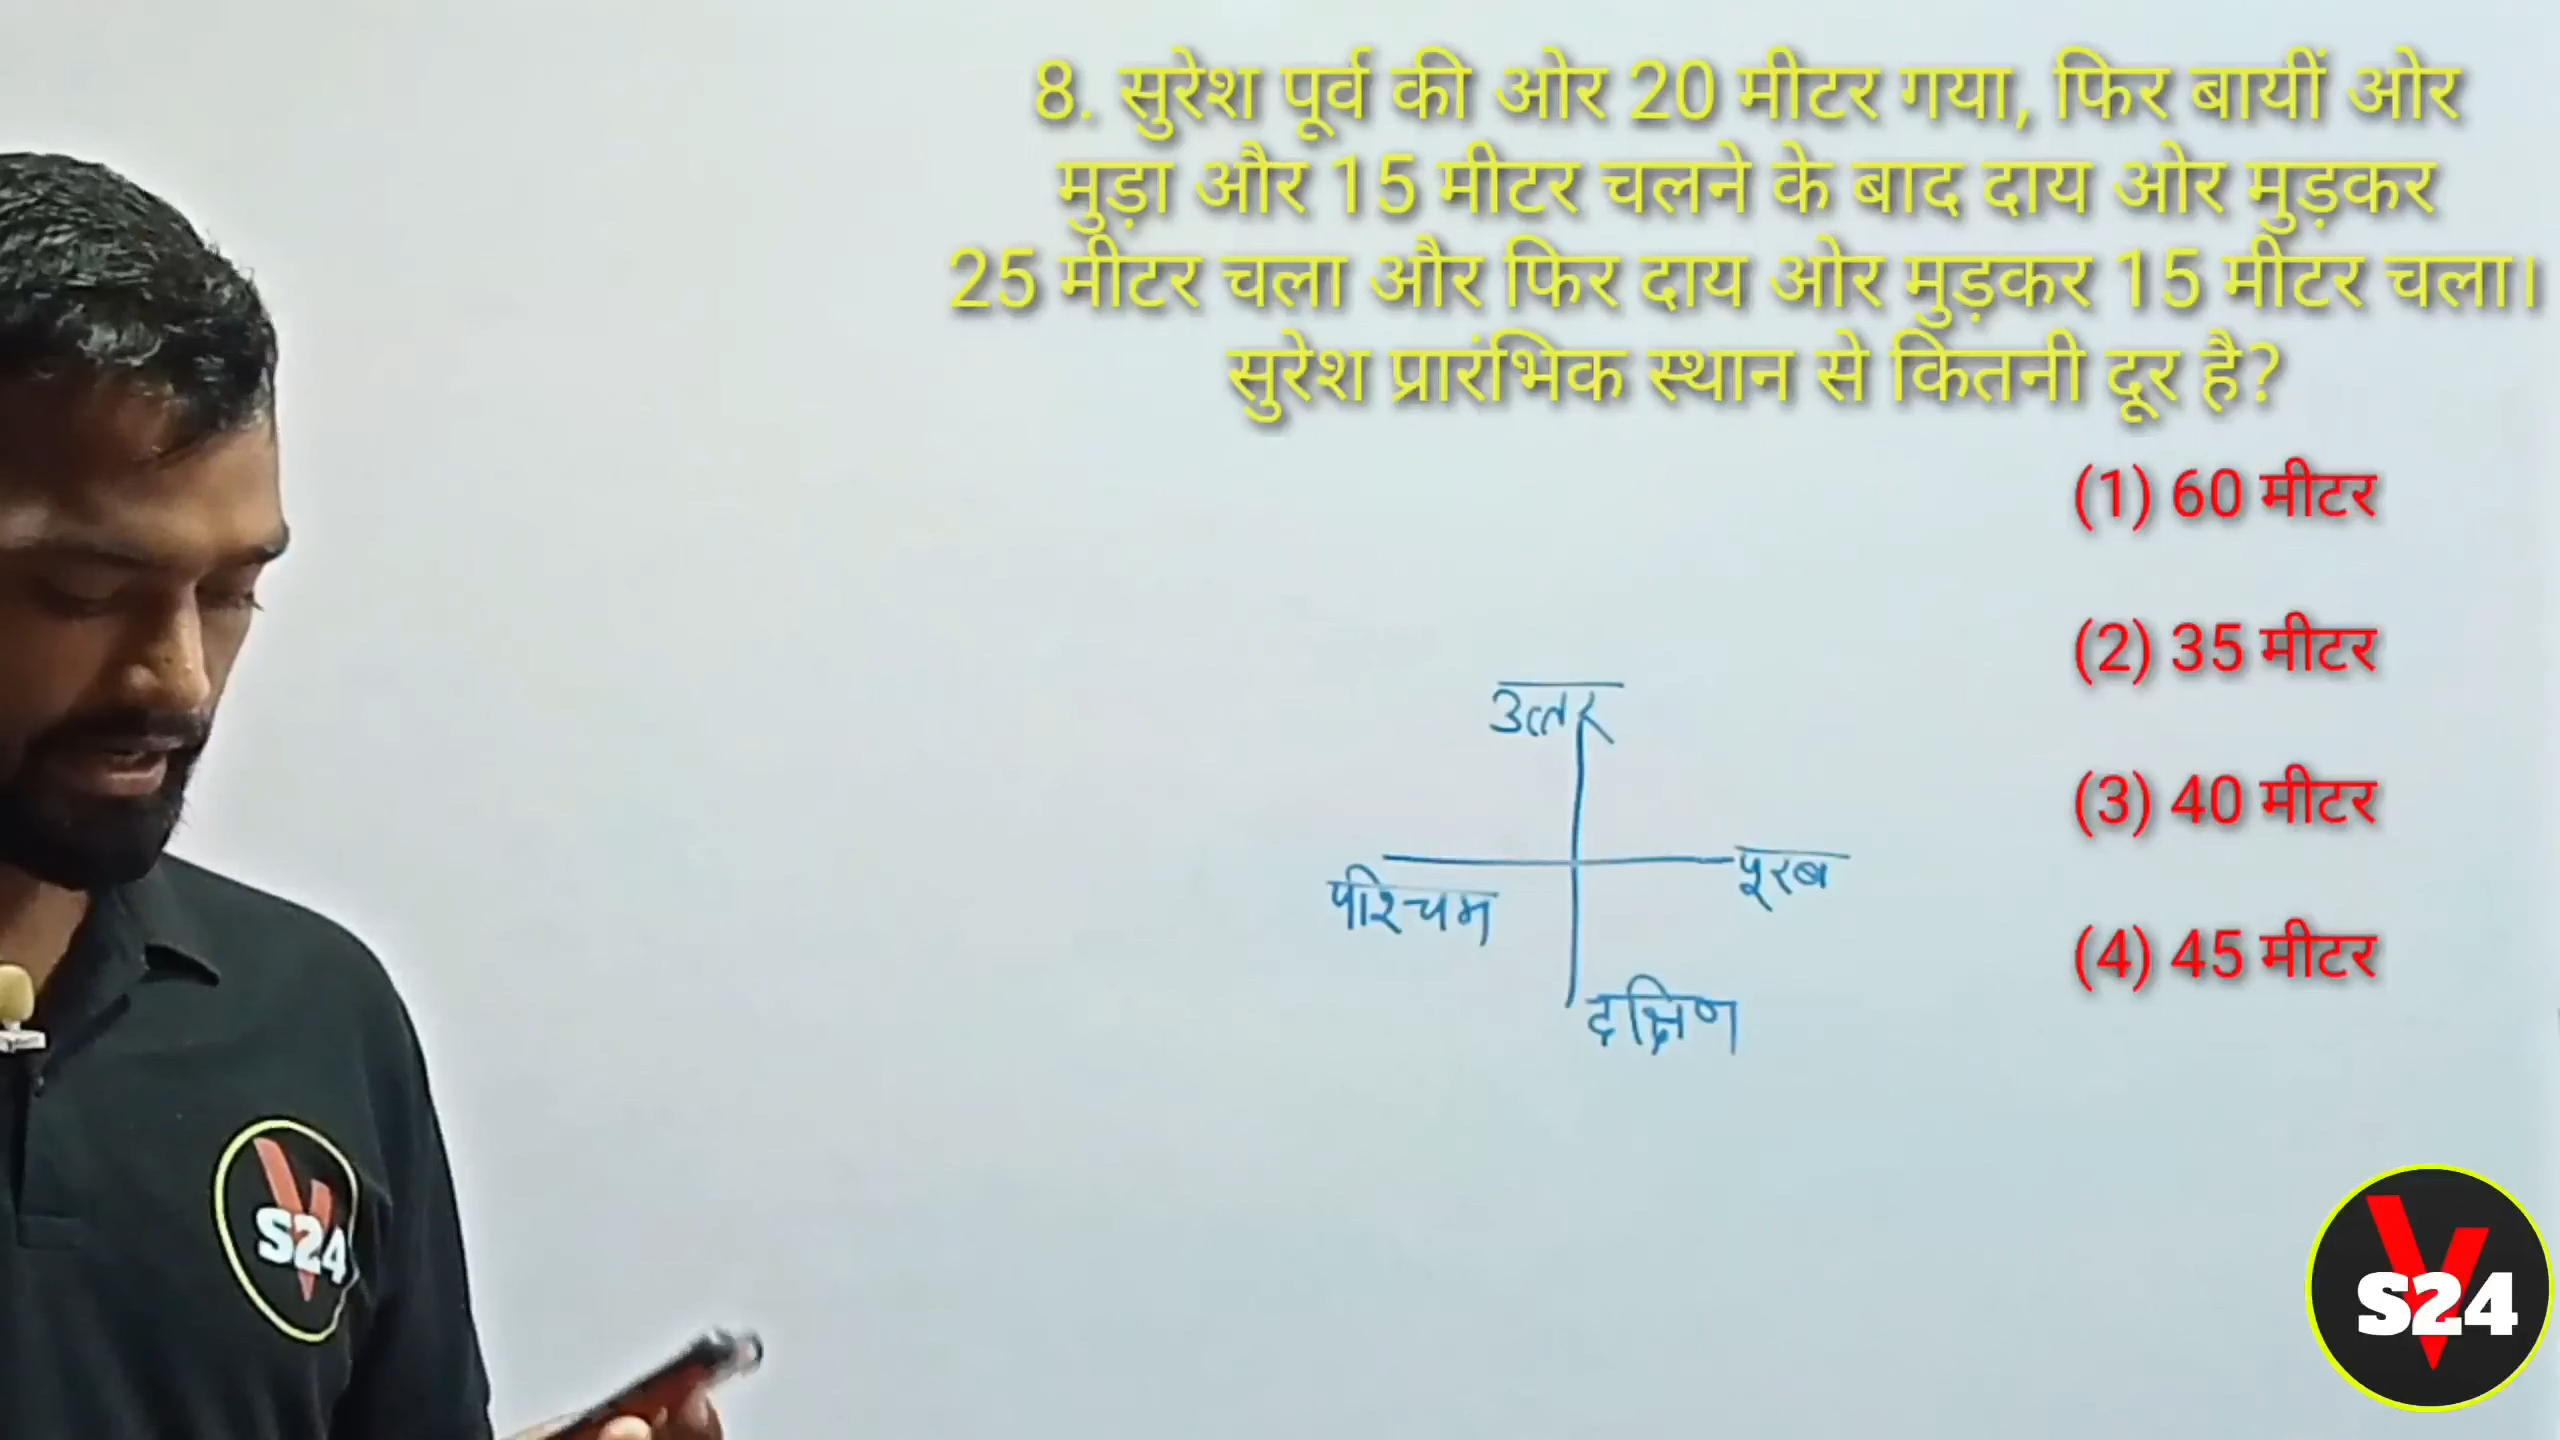 8. सुरेश पूर्व की ओर 20 मीटर गया, फिर बायीं ओर
मुड़ा और 15 मीटर चलने के बाद दाय ओर मुड़कर
25 मीटर चला और फिर दाय ओर मुड़कर 15 मीटर चला।
सुरेश प्रारंभिक स्थान से कितनी दूर है?
(1) 60 मीटर
(2) 35 मीटर
(3) 40 मीटर
(4) 45 मीटर
उत्तर
पश्चिम
पूरब
दक्षिण
VS24
VS24